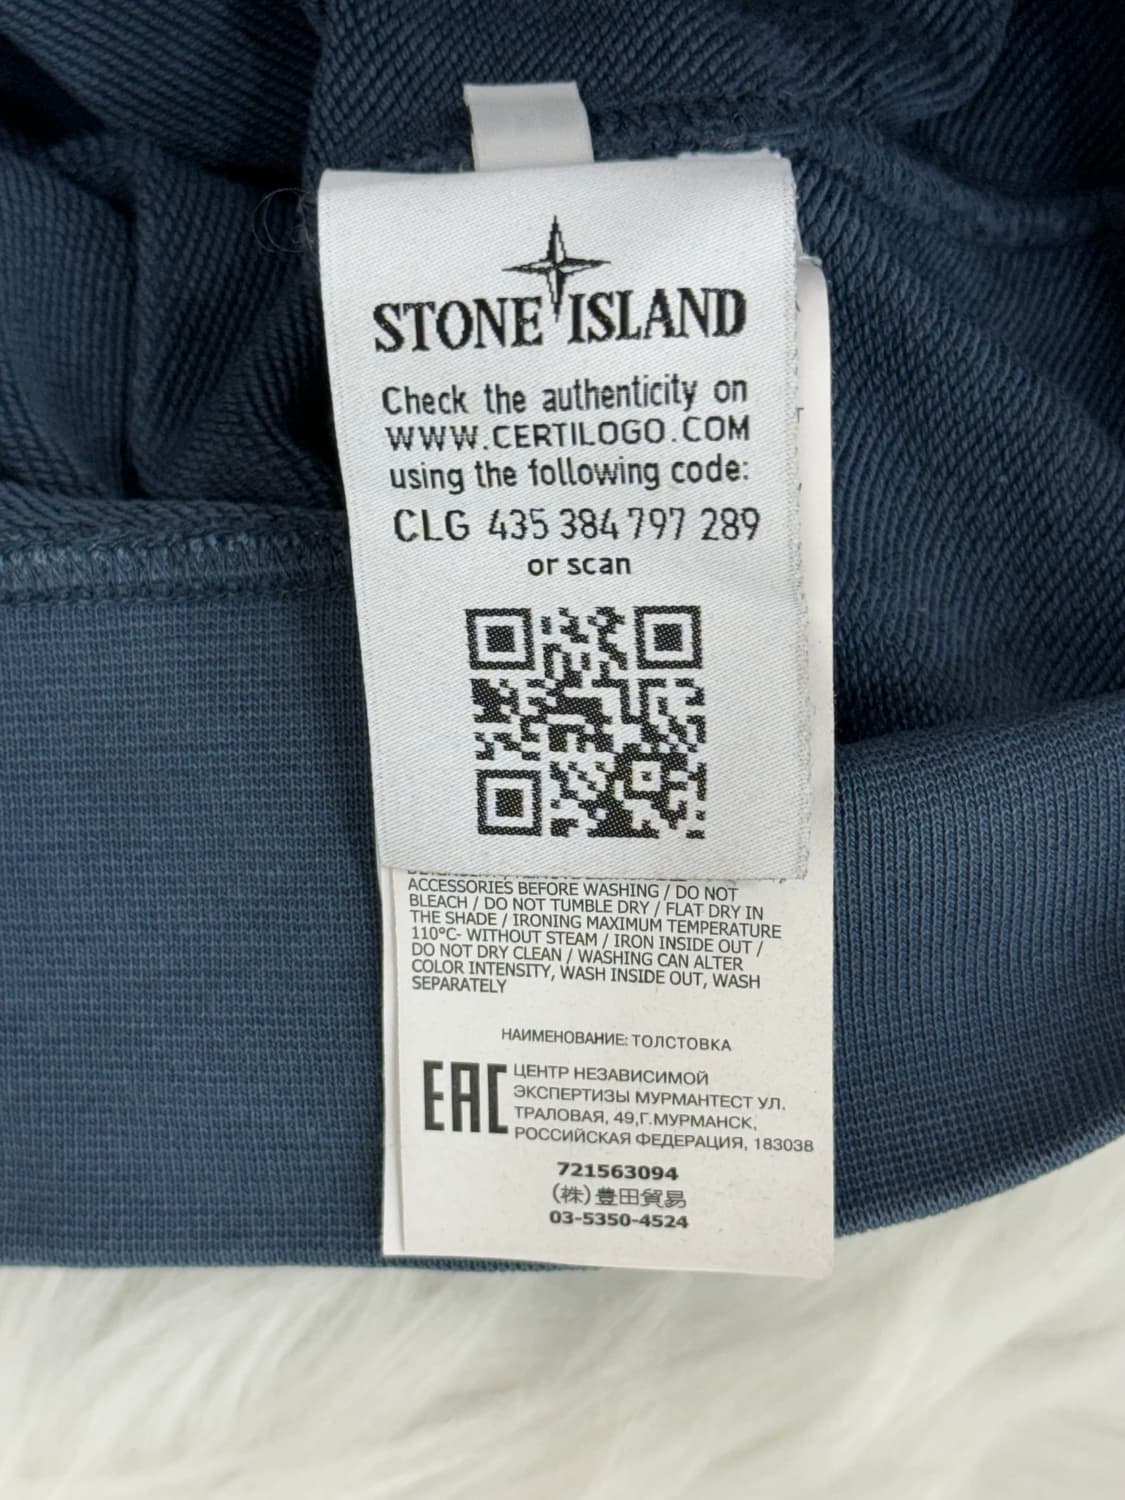 STONE ISLAND
Check the authenticity on
WWW.CERTILOGO.COM
using the following code:
CLG 435 384 797 289
or scan
ACCESSORIES BEFORE WASHING / DO NOT
BLEACH / DO NOT TUMBLE DRY / FLAT DRY IN
THE SHADE / IRONING MAXIMUM TEMPERATURE
110°C- WITHOUT STEAM / IRON INSIDE OUT /
DO NOT DRY CLEAN / WASHING CAN ALTER
COLOR INTENSITY, WASH INSIDE OUT, WASH
SEPARATELY
НАИМЕНОВАНИЕ: ТОЛСТОВКА
EAC
ЦЕНТР НЕЗАВИСИМОЙ
ЭКСПЕРТИЗЫ МУРМАНТЕСТ УЛ.
ТРАЛОВАЯ, 49,Г.МУРМАНСК,
РОССИЙСКАЯ ФЕДЕРАЦИЯ, 183038
721563094
(株)豊田貿易
03-5350-4524